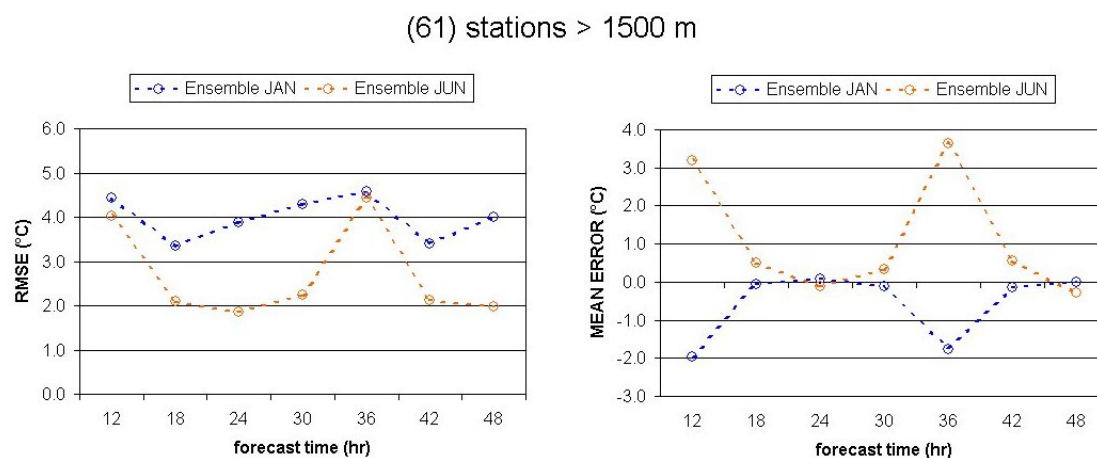 (61) stations > 1500 m
Ensemble JAN
Ensemble JUN
6.0
5.0
4.0
3.0
2.0
1.0
0.0
RMSE (°C)
12 18 24 30 36 42 48
forecast time (hr)
Ensemble JAN
Ensemble JUN
4.0
3.0
2.0
1.0
0.0
-1.0
-2.0
-3.0
MEAN ERROR (°C)
12 18 24 30 36 42 48
forecast time (hr)